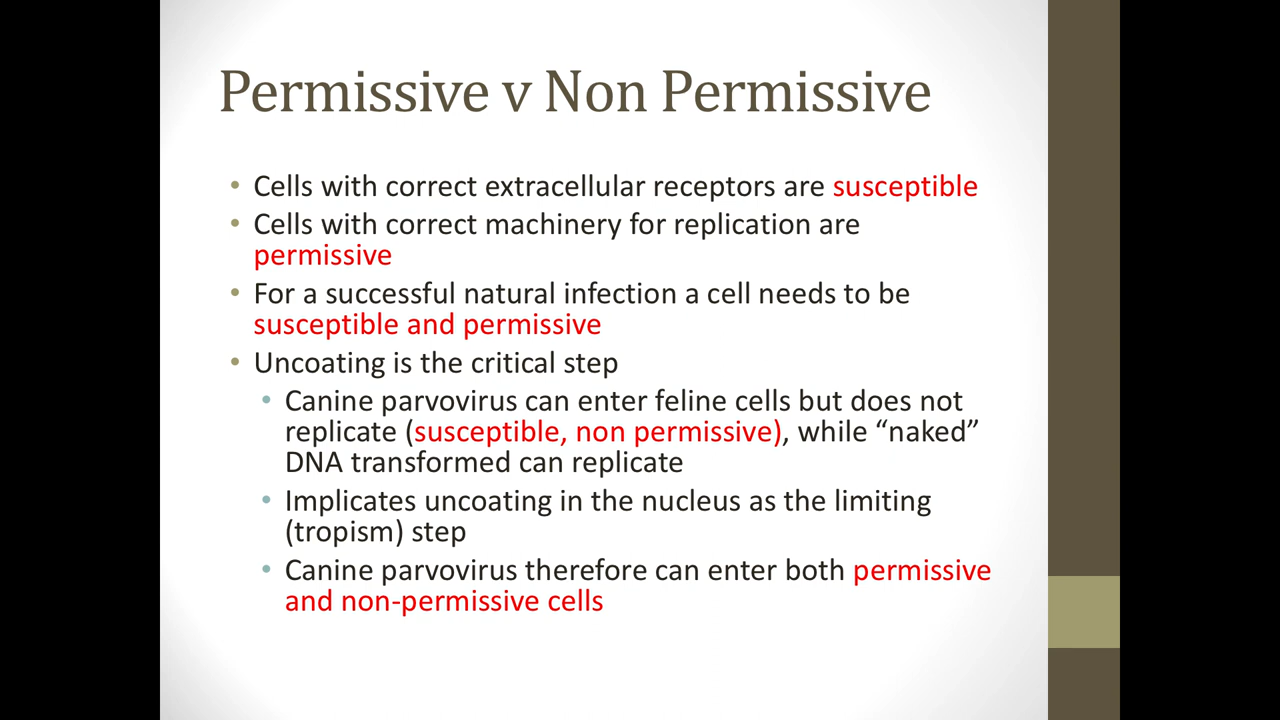 Permissive v Non Permissive
• Cells with correct extracellular receptors are susceptible
• Cells with correct machinery for replication are
permissive
• For a successful natural infection a cell needs to be
susceptible and permissive
• Uncoating is the critical step
• Canine parvovirus can enter feline cells but does not
replicate (susceptible, non permissive), while “naked”
DNA transformed can replicate
• Implicates uncoating in the nucleus as the limiting
(tropism) step
• Canine parvovirus therefore can enter both permissive
and non-permissive cells